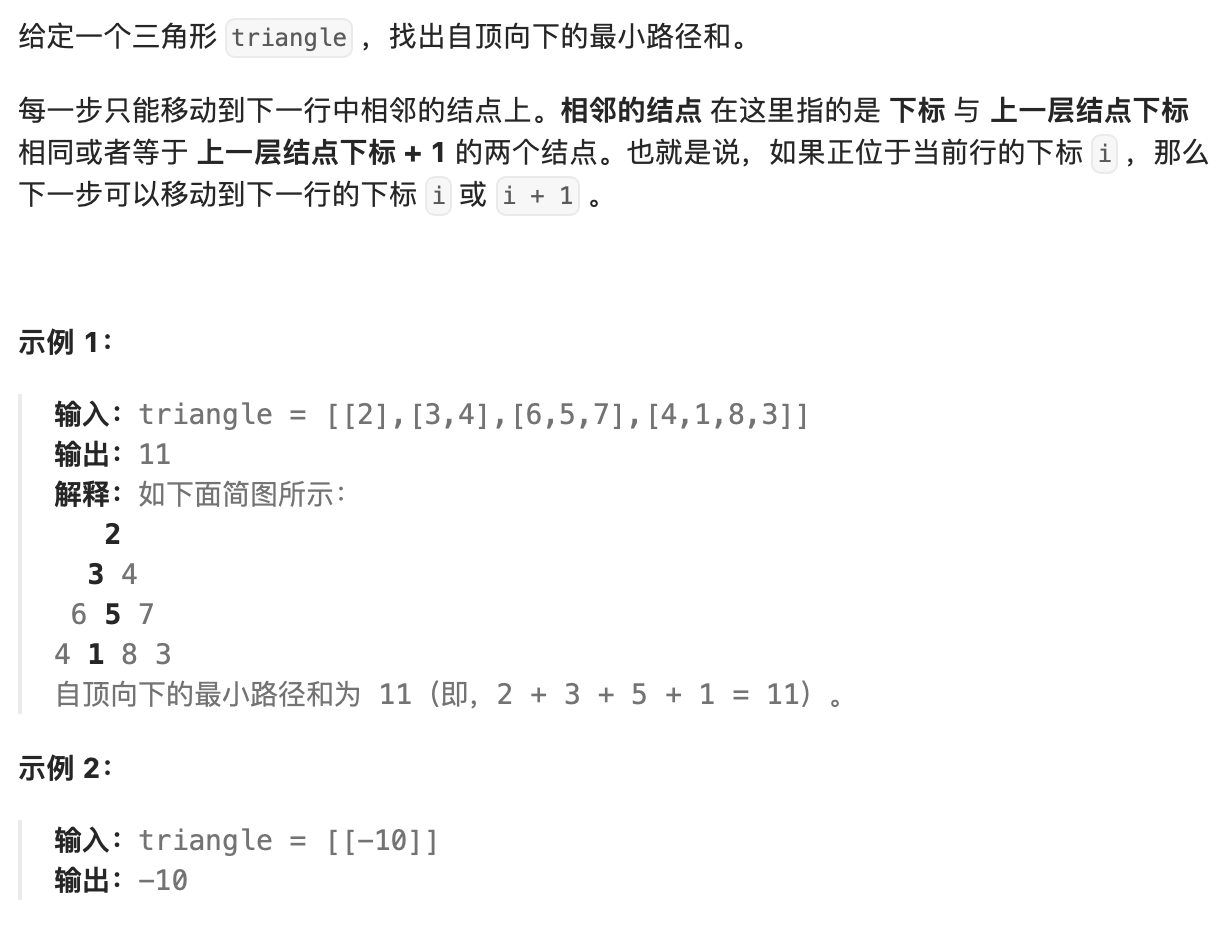 给定一个三角形 triangle ，找出自顶向下的最小路径和。
每一步只能移动到下一行中相邻的结点上。相邻的结点 在这里指的是 下标 与 上一层结点下标
相同或者等于 上一层结点下标 + 1 的两个结点。也就是说，如果正位于当前行的下标 i ，那么
下一步可以移动到下一行的下标 i 或 i + 1 。
示例 1：
输入：triangle = [[2],[3,4],[6,5,7],[4,1,8,3]]
输出：11
解释：如下面简图所示：
2
3 4
6 5 7
4 1 8 3
自顶向下的最小路径和为 11（即，2 + 3 + 5 + 1 = 11）。
示例 2：
输入：triangle = [[-10]]
输出：-10